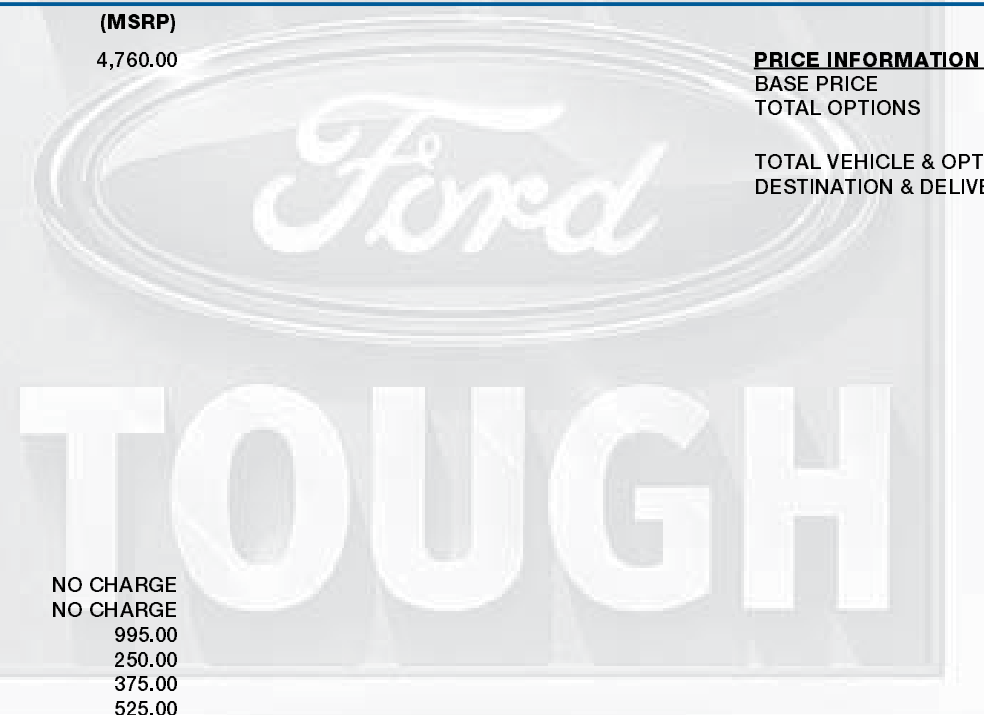 (MSRP)
4,760.00
PRICE INFORMATION
BASE PRICE
TOTAL OPTIONS
TOTAL VEHICLE & OPT
DESTINATION & DELIVE
Ford
TOUGH
NO CHARGE
NO CHARGE
995.00
250.00
375.00
525.00